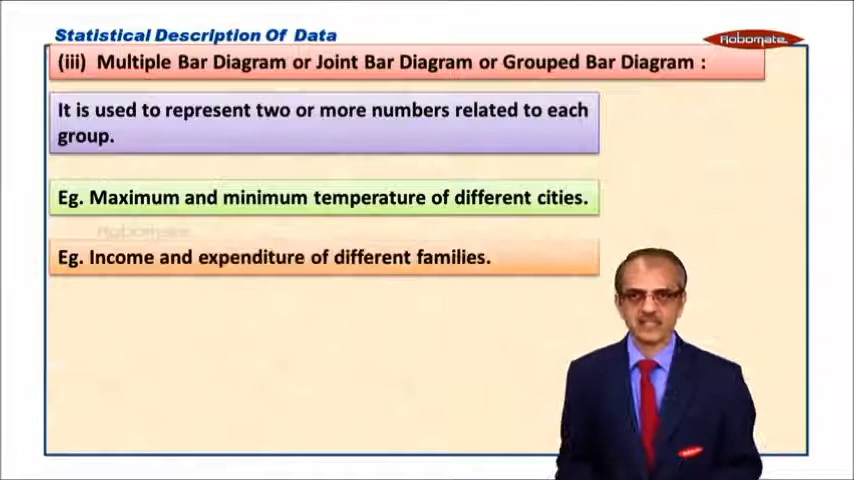 Statistical Description Of Data
Robomate
(iii) Multiple Bar Diagram or Joint Bar Diagram or Grouped Bar Diagram :
It is used to represent two or more numbers related to each
group.
Eg. Maximum and minimum temperature of different cities.
Robomate
Eg. Income and expenditure of different families.